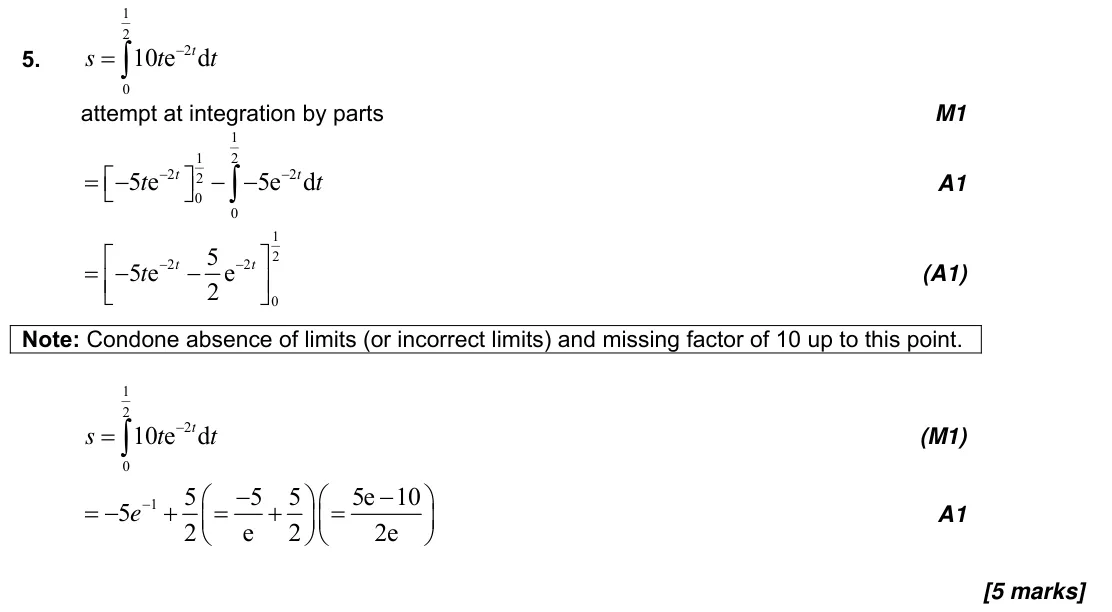 5. s = ∫₀^{1/2} 10te^{−2t} dt
attempt at integration by parts M1
= [−5te^{−2t}]₀^{1/2} − ∫₀^{1/2} −5e^{−2t} dt A1
= [−5te^{−2t} − 5/2 e^{−2t}]₀^{1/2} (A1)
Note: Condone absence of limits (or incorrect limits) and missing factor of 10 up to this point.
s = ∫₀^{1/2} 10te^{−2t} dt (M1)
= −5e^{−1} + 5/2 (= −5/e + 5/2) (= (5e − 10)/2e) A1
[5 marks]